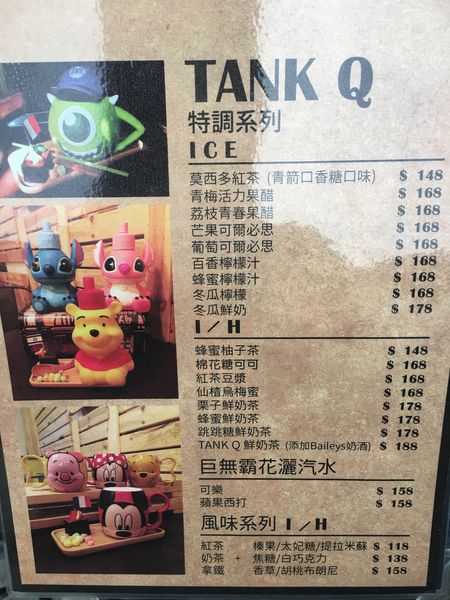 TANK Q
特調系列
ICE
莫西多紅茶 (青箭口香糖口味) $ 148
青梅活力果醋 $ 168
荔枝青春果醋 $ 168
芒果可爾必思 $ 168
葡萄可爾必思 $ 168
百香檸檬汁 $ 168
蜂蜜檸檬汁 $ 168
冬瓜檸檬 $ 168
冬瓜鮮奶 $ 178
I/H
蜂蜜柚子茶 $ 148
棉花糖可可 $ 168
紅茶豆漿 $ 168
仙楂烏梅蜜 $ 168
栗子鮮奶茶 $ 178
蜂蜜鮮奶茶 $ 178
跳跳糖鮮奶茶 $ 178
TANK Q 鮮奶茶 (添加Baileys奶酒) $ 188
巨無霸花灑汽水
可樂 $ 158
蘋果西打 $ 158
風味系列 I/H
紅茶 榛果/太妃糖/提拉米蘇 $ 118
奶茶 + 焦糖/白巧克力 $ 138
拿鐵 香草/胡桃布朗尼 $ 158